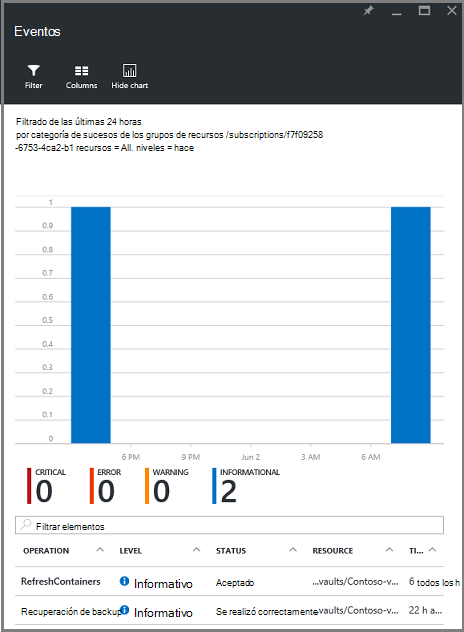 Eventos
Filter Columns Hide chart
Filtrado de las últimas 24 horas
por categoría de sucesos de los grupos de recursos /subscriptions/f7f09258
-6753-4ca2-b1 recursos = All. niveles = hace
1
0.9
0.8
0.7
0.6
0.5
0.4
0.3
0.2
0.1
0
6 PM 9 PM Jun 2 3 AM 6 AM
CRITICAL ERROR WARNING INFORMATIONAL
0 0 0 2
Filtrar elementos
OPERATION LEVEL STATUS RESOURCE TI...
RefreshContainers Informativo Aceptado ...vaults/Contoso-v... 6 todos los h
Recuperación de backup Informativo Se realizó correctamente ...vaults/Contoso-v... 22 h a...